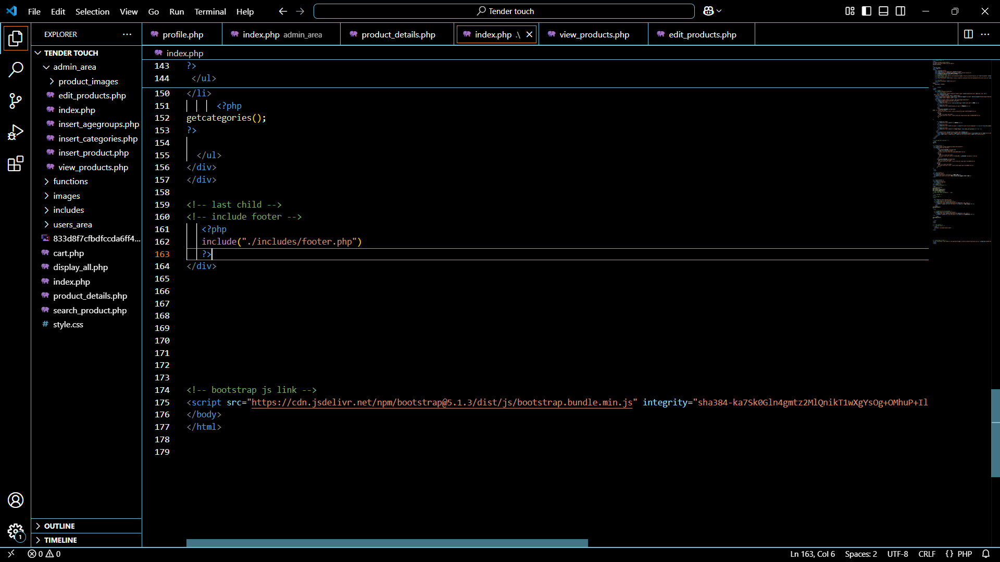 File Edit Selection View Go Run Terminal Help
Tender touch
EXPLORER
profile.php
index.php admin_area
product_details.php
index.php .\
view_products.php
edit_products.php
TENDER TOUCH
admin_area
product_images
edit_products.php
index.php
insert_agegroups.php
insert_categories.php
insert_product.php
view_products.php
functions
images
includes
users_area
833d8f7cfbdfccda6ff4...
cart.php
display_all.php
index.php
product_details.php
search_product.php
# style.css
OUTLINE
TIMELINE
1
index.php
143 ?>
144 </ul>
150 </li>
151 <?php
152 getcategories();
153 ?>
154
155 </ul>
156 </div>
157 </div>
158
159 <!-- last child -->
160 <!-- include footer -->
161 <?php
162 include("./includes/footer.php")
163 ?>
164 </div>
165
166
167
168
169
170
171
172
173
174 <!-- bootstrap js link -->
175 <script src="https://cdn.jsdelivr.net/npm/bootstrap@5.1.3/dist/js/bootstrap.bundle.min.js" integrity="sha384-ka7Sk0Gln4gmtz2MlQnikT1wXgYsOg+OMhuP+Il
176 </body>
177 </html>
178
179
0 0
Ln 163, Col 6 Spaces: 2 UTF-8 CRLF {} PHP